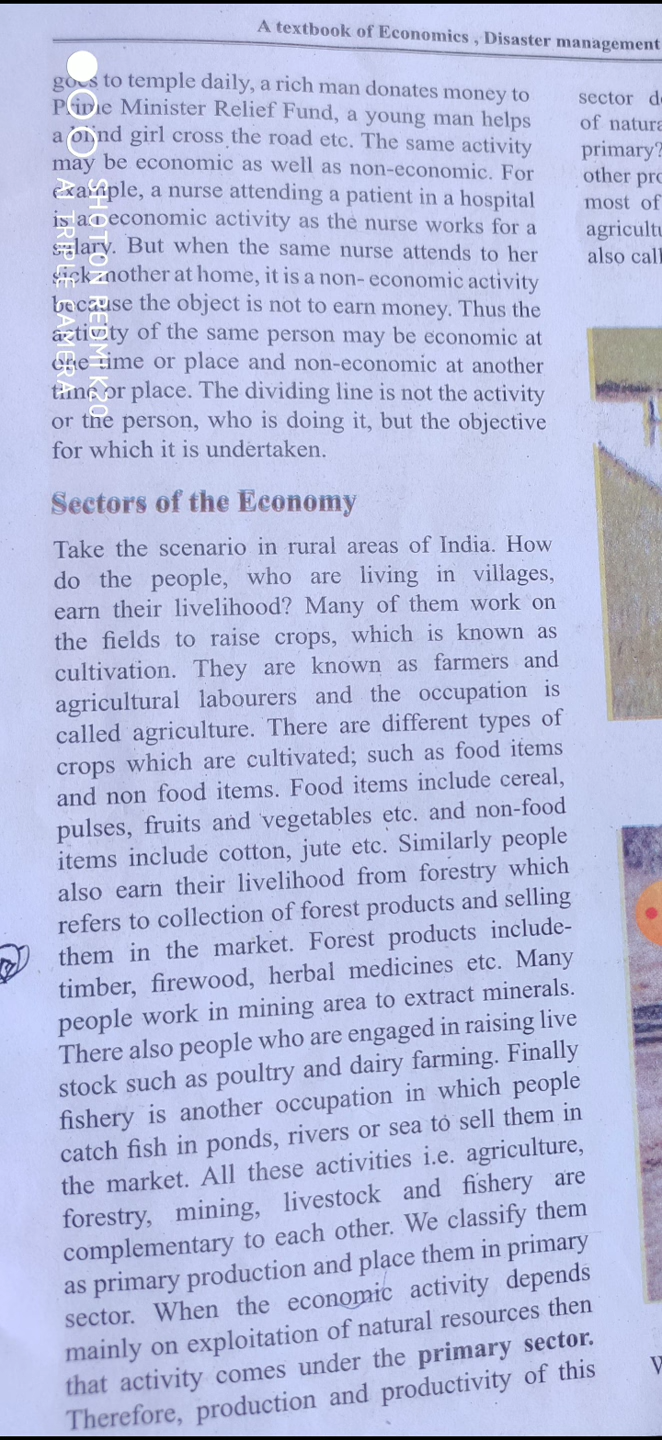 A textbook of Economics , Disaster management
goes to temple daily, a rich man donates money to
Prime Minister Relief Fund, a young man helps
a blind girl cross the road etc. The same activity
may be economic as well as non-economic. For
example, a nurse attending a patient in a hospital
is an economic activity as the nurse works for a
salary. But when the same nurse attends to her
sick mother at home, it is a non- economic activity
because the object is not to earn money. Thus the
activity of the same person may be economic at
one time or place and non-economic at another
time or place. The dividing line is not the activity
or the person, who is doing it, but the objective
for which it is undertaken.
Sectors of the Economy
Take the scenario in rural areas of India. How
do the people, who are living in villages,
earn their livelihood? Many of them work on
the fields to raise crops, which is known as
cultivation. They are known as farmers and
agricultural labourers and the occupation is
called agriculture. There are different types of
crops which are cultivated; such as food items
and non food items. Food items include cereal,
pulses, fruits and vegetables etc. and non-food
items include cotton, jute etc. Similarly people
also earn their livelihood from forestry which
refers to collection of forest products and selling
them in the market. Forest products include-
timber, firewood, herbal medicines etc. Many
people work in mining area to extract minerals.
There also people who are engaged in raising live
stock such as poultry and dairy farming. Finally
fishery is another occupation in which people
catch fish in ponds, rivers or sea to sell them in
the market. All these activities i.e. agriculture,
forestry, mining, livestock and fishery are
complementary to each other. We classify them
as primary production and place them in primary
sector. When the economic activity depends
mainly on exploitation of natural resources then
that activity comes under the primary sector.
Therefore, production and productivity of this
sector
of
primary?
other
most of
also
SHOT ON REDMI K20
AI TRIPLE CAMERA